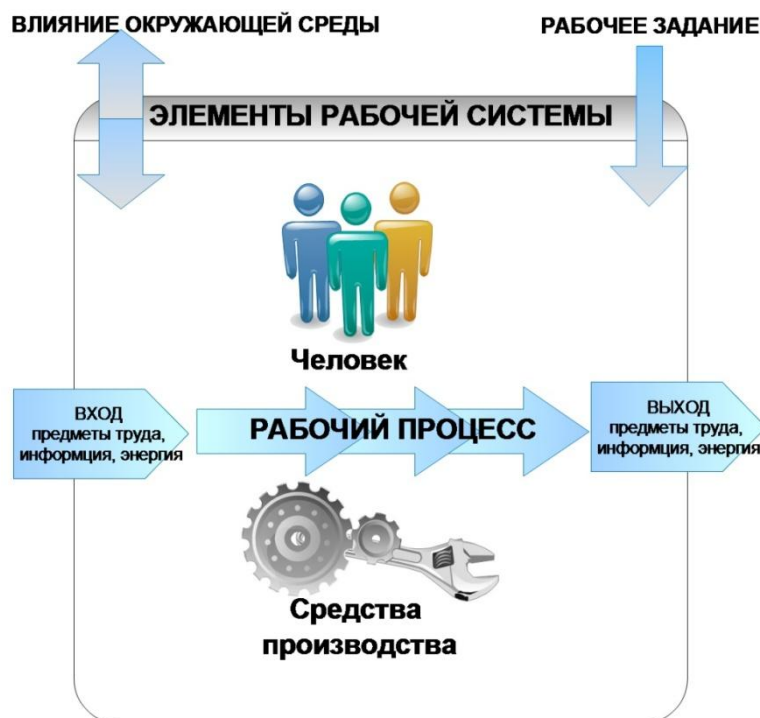 ВЛИЯНИЕ ОКРУЖАЮЩЕЙ СРЕДЫ
РАБОЧЕЕ ЗАДАНИЕ
ЭЛЕМЕНТЫ РАБОЧЕЙ СИСТЕМЫ
Человек
ВХОД
предметы труда,
информция, энергия
РАБОЧИЙ ПРОЦЕСС
ВЫХОД
предметы труда,
информция, энергия
Средства
производства